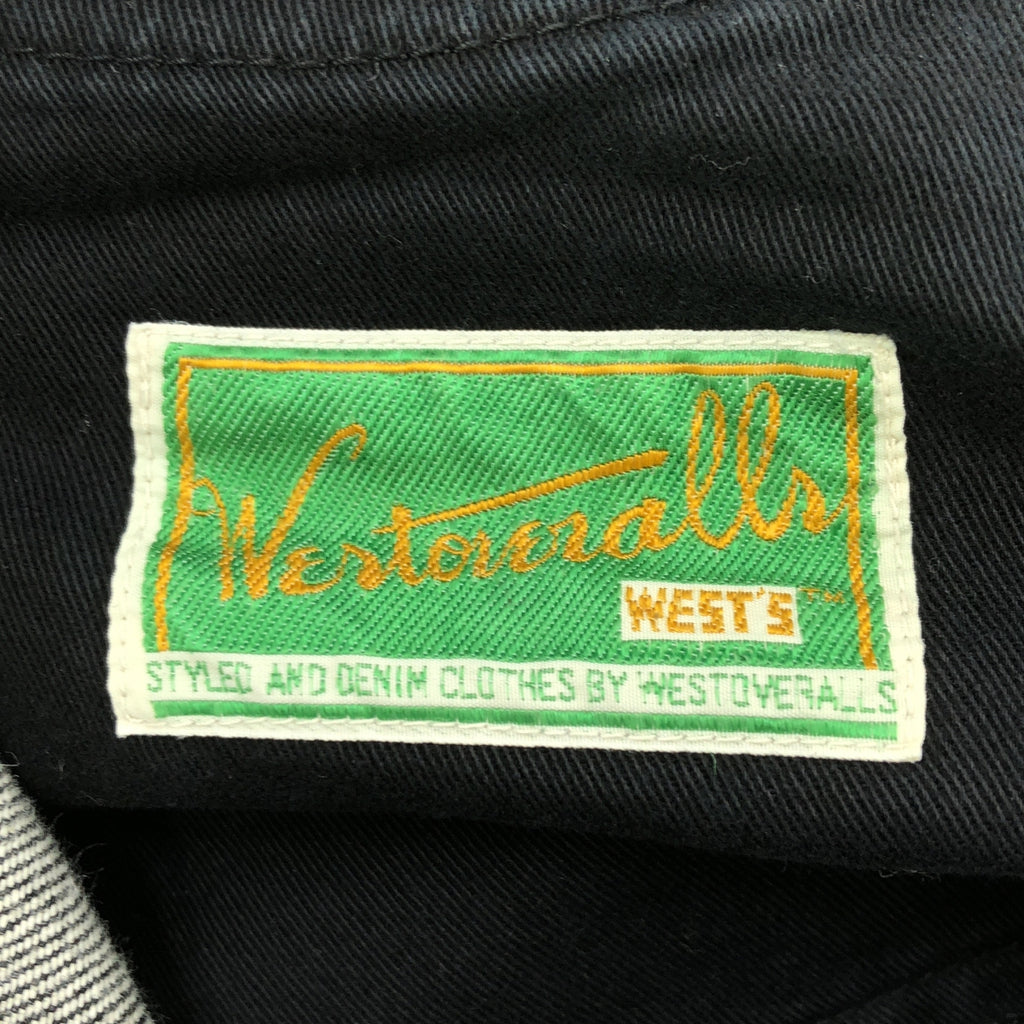 Westoveralls
WEST'S™
STYLED AND DENIM CLOTHES BY WESTOVERALLS